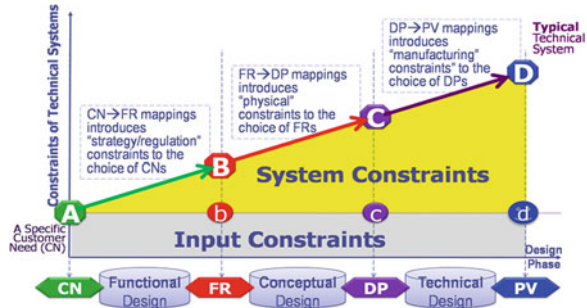 Constraints of Technical Systems
DP→PV mappings
introduces
"manufacturing"
constraints" to the
choice of DPs
Typical
Technical
System
FR→DP mappings
introduces
"physical"
constraints to the
choice of FRs
CN→FR mappings
introduces
"strategy/regulation"
constraints to the
choice of CNs
D
C
B
A
System Constraints
b
c
d
A Specific
Customer
Need (CN)
Input Constraints
Design
Phase
CN
Functional
Design
FR
Conceptual
Design
DP
Technical
Design
PV